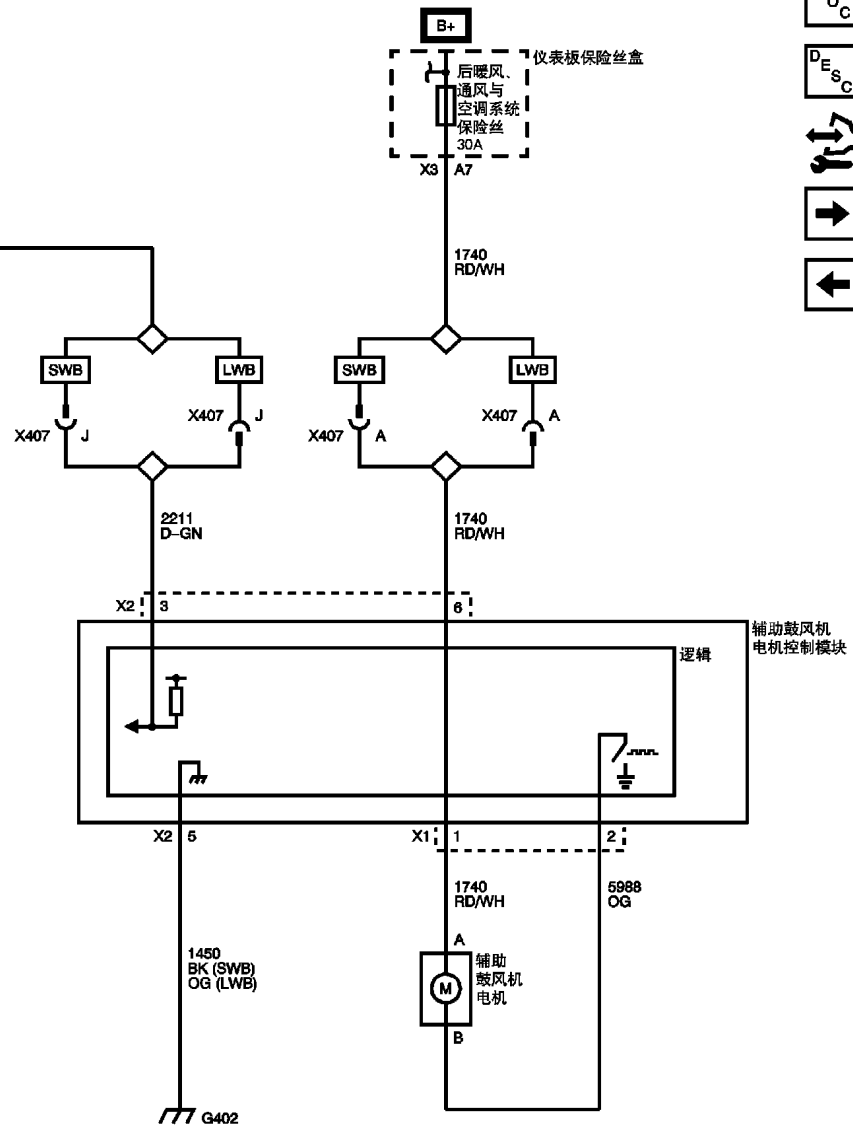 B+
仪表板保险丝盒
后暖风、
通风与
空调系统
保险丝
30A
X3 A7
O
C
D
E
S
C
1740
RD/WH
SWB
LWB
SWB
LWB
X407 J
X407 J
X407 A
X407 A
2211
D-GN
1740
RD/WH
X2 3
6
辅助鼓风机
电机控制模块
逻辑
X2 5
X1 1
2
1740
RD/WH
5988
OG
1450
BK (SWB)
OG (LWB)
A
辅助
鼓风机
电机
M
B
G402